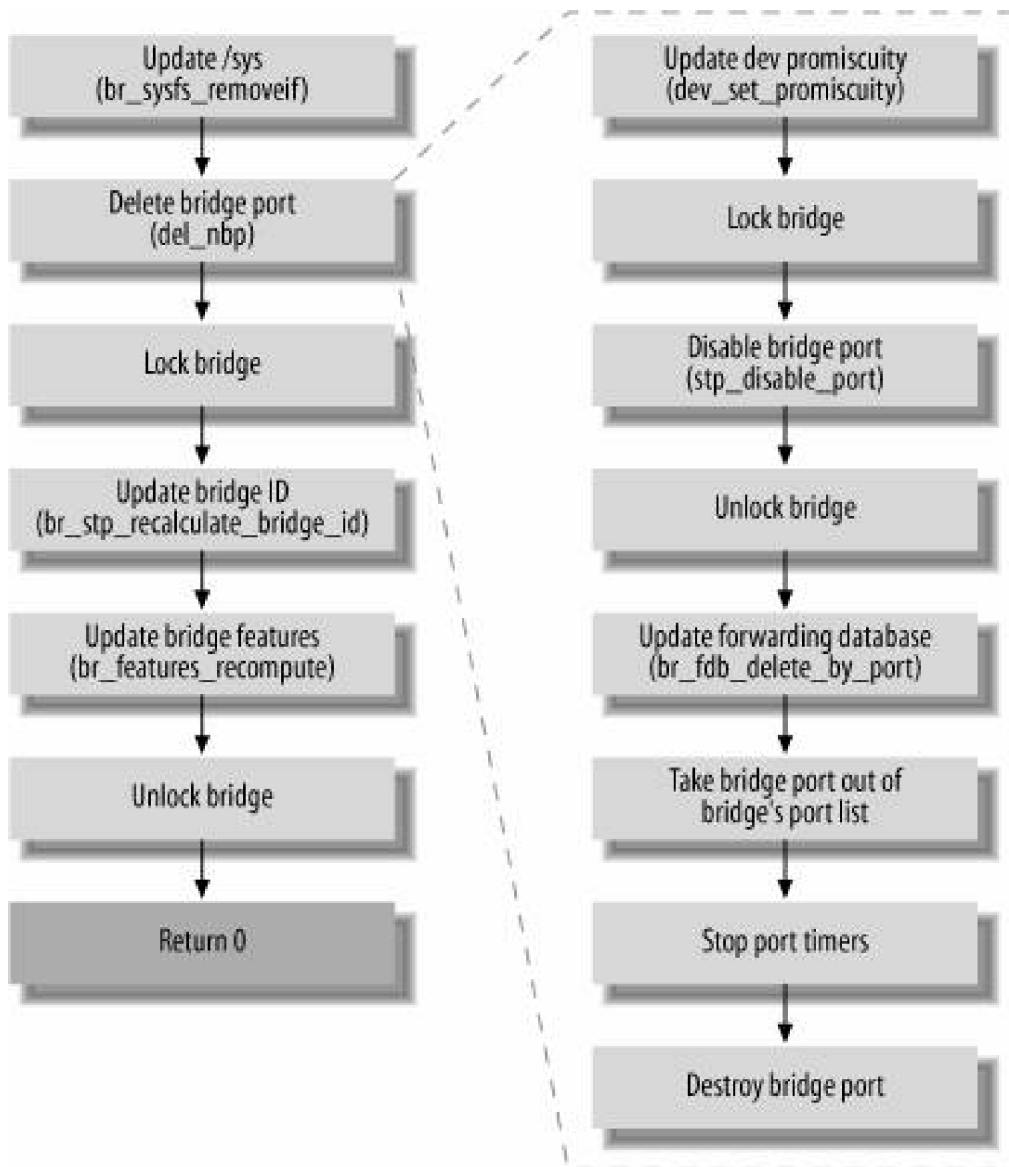 Update /sys
(br_sysfs_removeif)
Delete bridge port
(del_nbp)
Lock bridge
Update bridge ID
(br_stp_recalculate_bridge_id)
Update bridge features
(br_features_recompute)
Unlock bridge
Return 0
Update dev promiscuity
(dev_set_promiscuity)
Lock bridge
Disable bridge port
(stp_disable_port)
Unlock bridge
Update forwarding database
(br_fdb_delete_by_port)
Take bridge port out of
bridge's port list
Stop port timers
Destroy bridge port